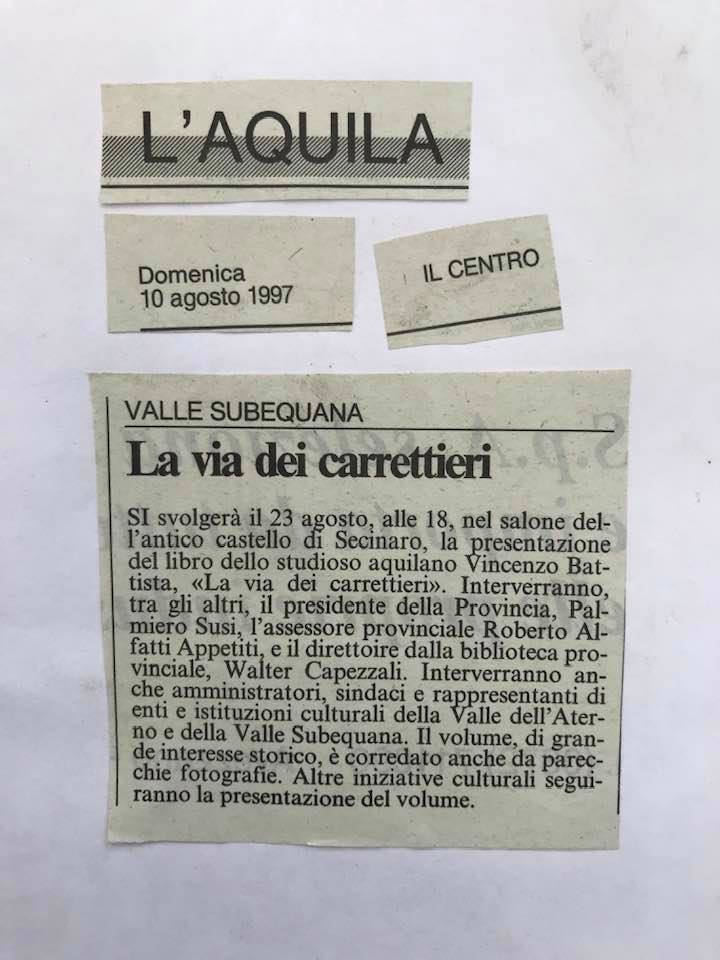 L'AQUILA
Domenica
10 agosto 1997
IL CENTRO
VALLE SUBEQUANA
La via dei carrettieri
SI svolgerà il 23 agosto, alle 18, nel salone del-
l'antico castello di Secinaro, la presentazione
del libro dello studioso aquilano Vincenzo Bat-
tista, «La via dei carrettieri». Interverranno,
tra gli altri, il presidente della Provincia, Pal-
miero Susi, l'assessore provinciale Roberto Al-
fatti Appetiti, e il direttoire dalla biblioteca pro-
vinciale, Walter Capezzali. Interverranno an-
che amministratori, sindaci e rappresentanti di
enti e istituzioni culturali della Valle dell'Ater-
no e della Valle Subequana. Il volume, di gran-
de interesse storico, è corredato anche da parec-
chie fotografie. Altre iniziative culturali segui-
ranno la presentazione del volume.